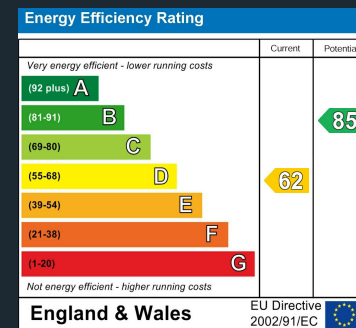 Energy Efficiency Rating
Current Potentia
Very energy efficient - lower running costs
(92 plus) A
(81-91) B
85
(69-80) C
(55-68) D
62
(39-54) E
(21-38) F
(1-20) G
Not energy efficient - higher running costs
England & Wales
EU Directive
2002/91/EC